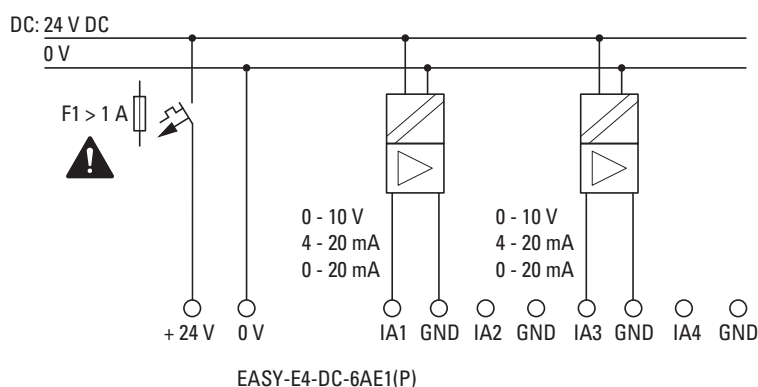 DC: 24 V DC
0 V
F1 > 1 A
!
0 - 10 V
4 - 20 mA
0 - 20 mA
0 - 10 V
4 - 20 mA
0 - 20 mA
+ 24 V 0 V IA1 GND IA2 GND IA3 GND IA4 GND
EASY-E4-DC-6AE1(P)